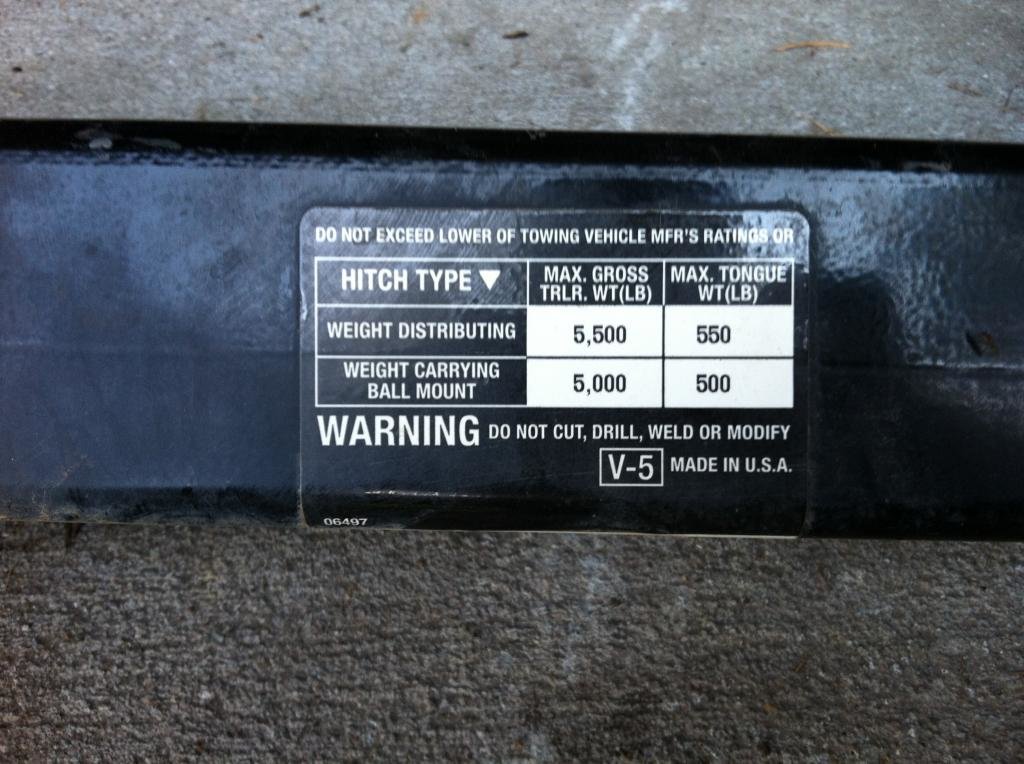 DO NOT EXCEED LOWER OF TOWING VEHICLE MFR'S RATINGS OR
HITCH TYPE ▼ MAX. GROSS TRLR. WT(LB) MAX. TONGUE WT(LB)
WEIGHT DISTRIBUTING 5,500 550
WEIGHT CARRYING BALL MOUNT 5,000 500
WARNING DO NOT CUT, DRILL, WELD OR MODIFY
V-5 MADE IN U.S.A.
06497